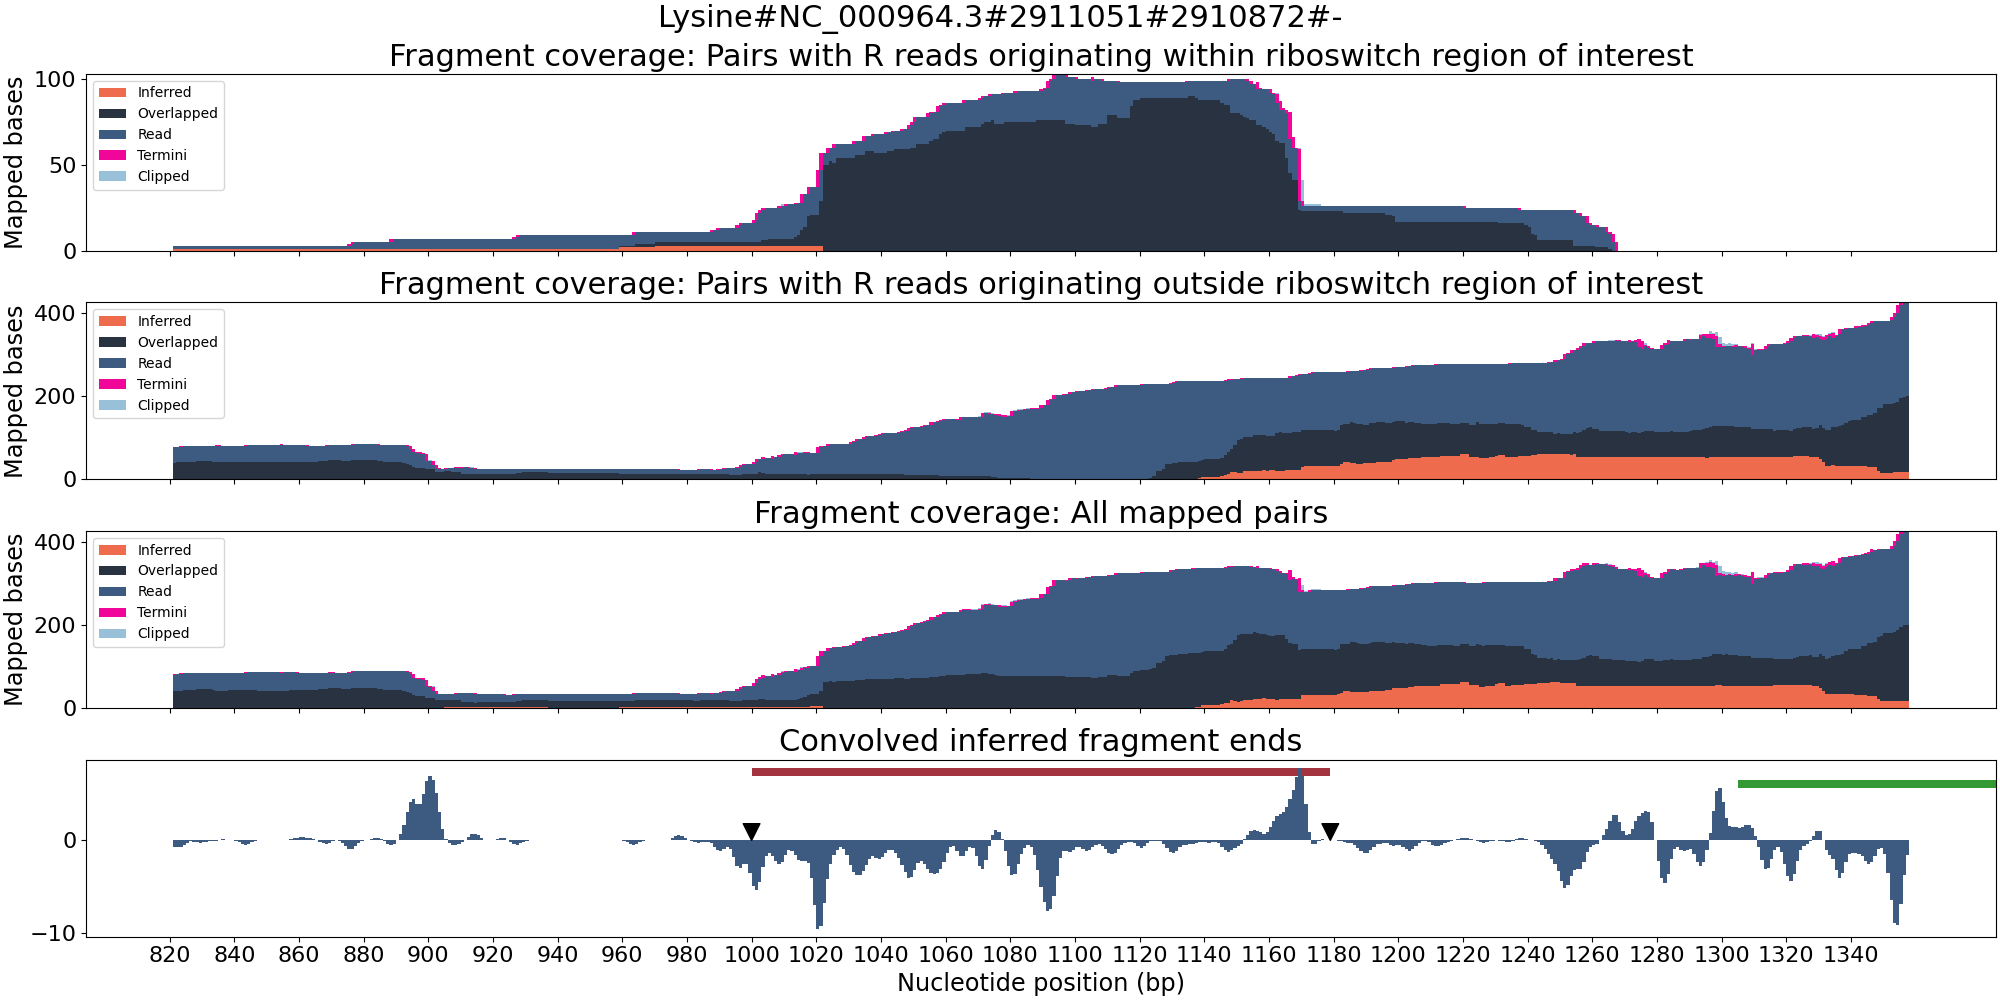 Lysine#NC_000964.3#2911051#2910872#-
Fragment coverage: Pairs with R reads originating within riboswitch region of interest
Mapped bases
100
50
0
Inferred
Overlapped
Read
Termini
Clipped
Fragment coverage: Pairs with R reads originating outside riboswitch region of interest
Mapped bases
400
200
0
Inferred
Overlapped
Read
Termini
Clipped
Fragment coverage: All mapped pairs
Mapped bases
400
200
0
Inferred
Overlapped
Read
Termini
Clipped
Convolved inferred fragment ends
0
−10
820 840 860 880 900 920 940 960 980 1000 1020 1040 1060 1080 1100 1120 1140 1160 1180 1200 1220 1240 1260 1280 1300 1320 1340
Nucleotide position (bp)